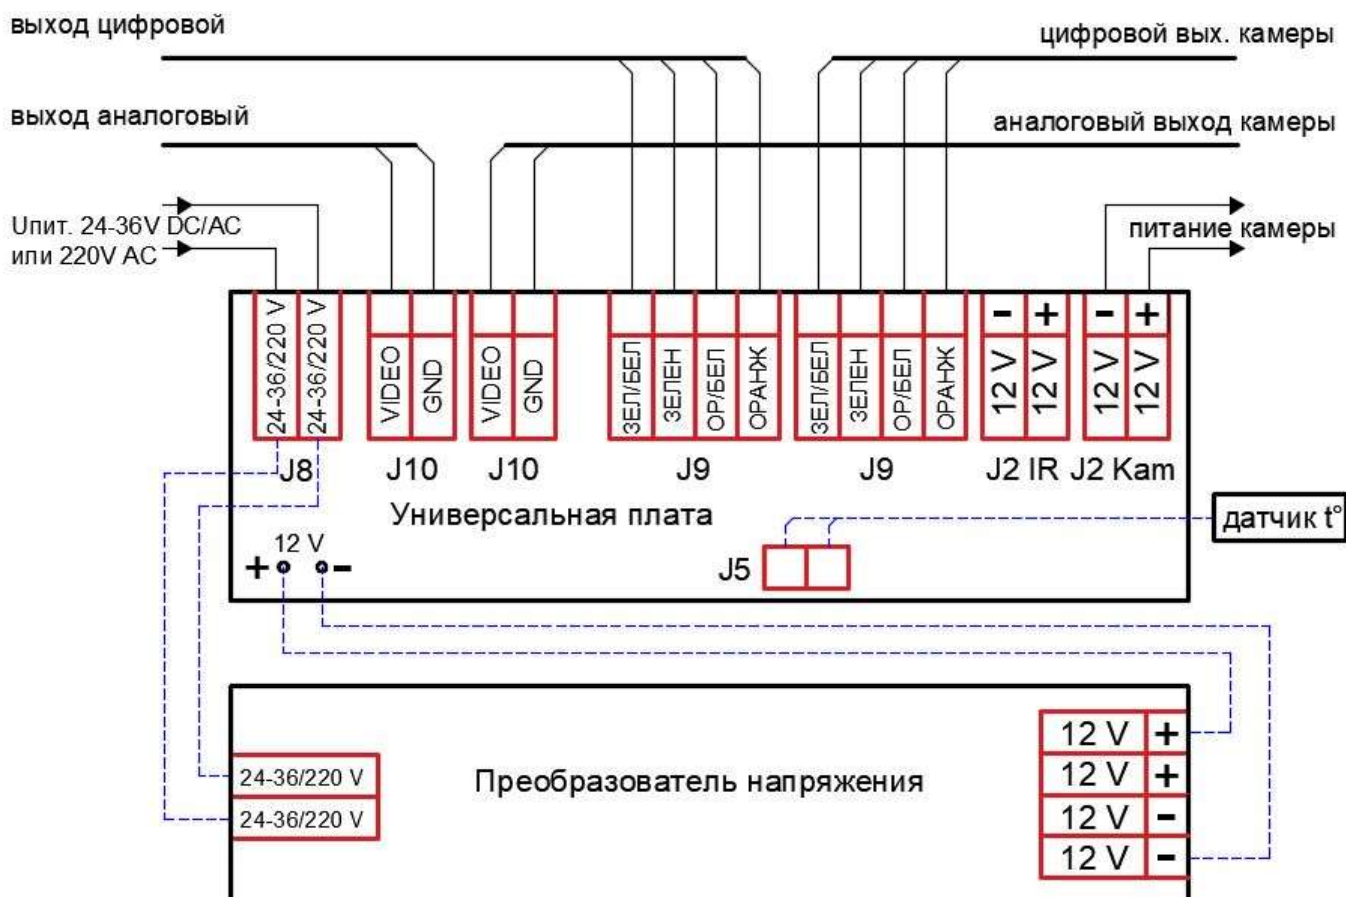 выход цифровой
цифровой вых. камеры
выход аналоговый
аналоговый выход камеры
Uпит. 24-36V DC/AC
или 220V AC
питание камеры
24-36/220 V
24-36/220 V
VIDEO
GND
VIDEO
GND
ЗЕЛ/БЕЛ
ЗЕЛЕН
ОР/БЕЛ
ОРАНЖ
ЗЕЛ/БЕЛ
ЗЕЛЕН
ОР/БЕЛ
ОРАНЖ
- 12 V
+ 12 V
- 12 V
+ 12 V
J8
J10
J10
J9
J9
J2 IR
J2 Kam
Универсальная плата
датчик t°
12 V
+ -
J5
12 V +
12 V +
12 V -
12 V -
24-36/220 V
24-36/220 V
Преобразователь напряжения